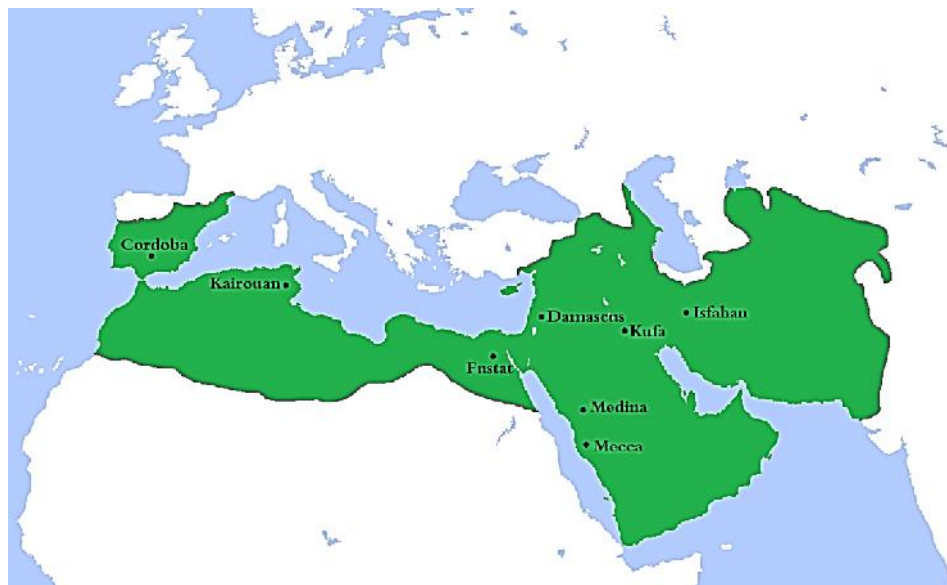 Cordoba
Kairouan
Damascus
Isfahan
Kufa
Fustat
Medina
Mecca